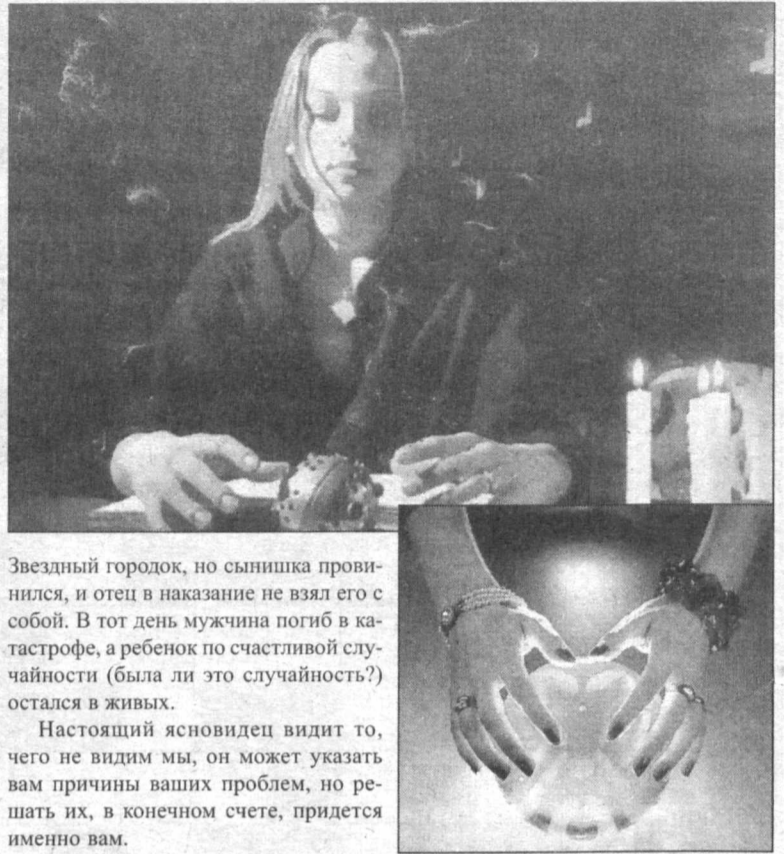 Звездный городок, но сынишка прови-
нился, и отец в наказание не взял его с
собой. В тот день мужчина погиб в ка-
тастрофе, а ребенок по счастливой слу-
чайности (была ли это случайность?)
остался в живых.
Настоящий ясновидец видит то,
чего не видим мы, он может указать
вам причины ваших проблем, но ре-
шать их, в конечном счете, придется
именно вам.